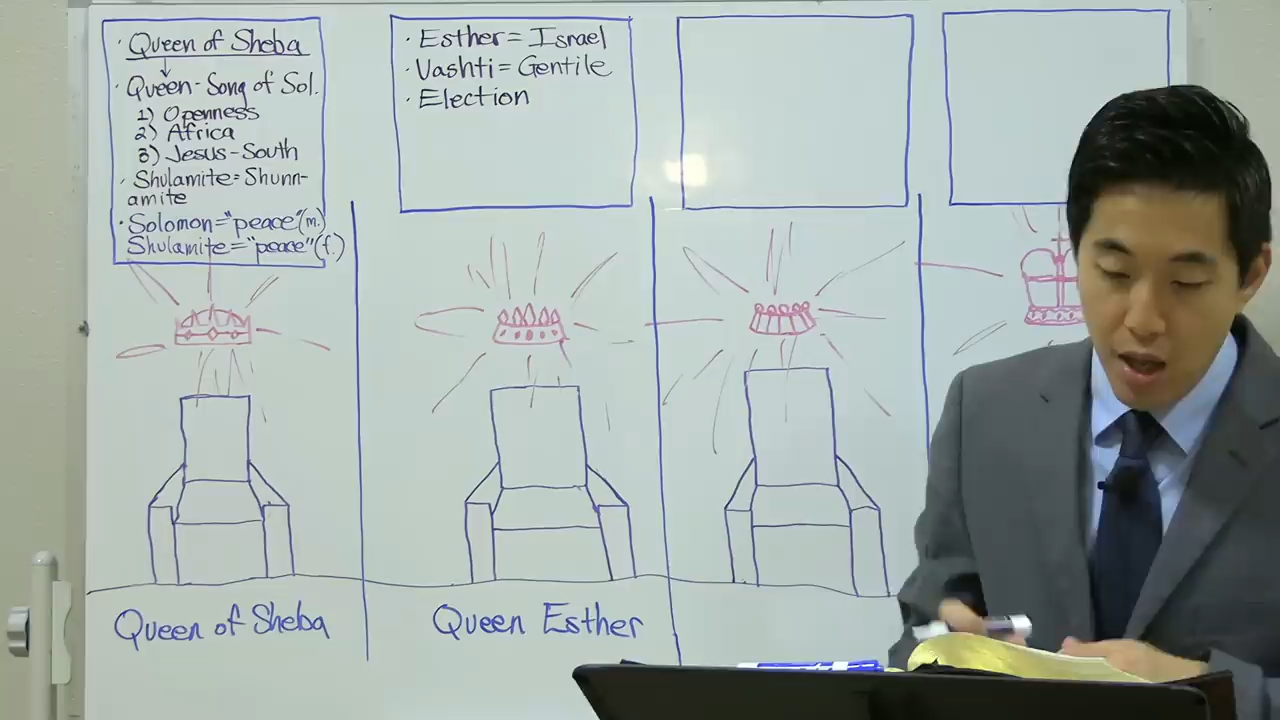 · Queen of Sheba
· Queen-Song of Sol.
1) Openness
2) Africa
3) Jesus-South
· Shulamite=Shunn-
amite
· Solomon="peace"(m.)
Shulamite="peace"(f.)
· Esther=Israel
· Vashti=Gentile
· Election
Queen of Sheba
Queen Esther